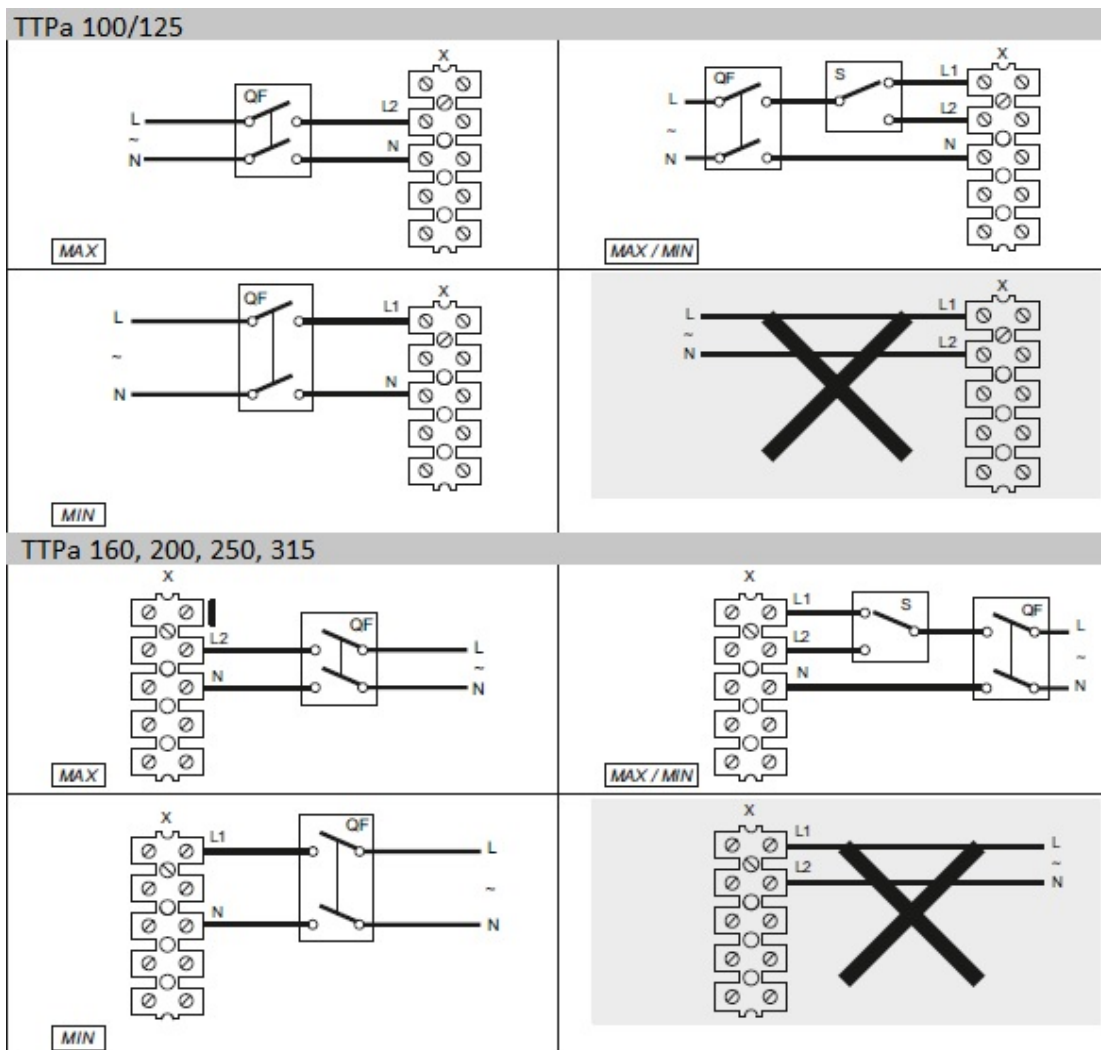 TTPa 100/125
X
QF
L2
L
~
N
N
MAX
X
S
QF
L1
L
L2
~
N
N
MAX / MIN
X
QF
L1
L
~
N
N
MIN
X
L
L1
~
L2
N
TTPa 160, 200, 250, 315
X
QF
L2
L
~
N
N
MAX
X
L1
S
QF
L
L2
~
N
N
MAX / MIN
X
L1
QF
L
~
N
N
MIN
X
L1
L
~
L2
N